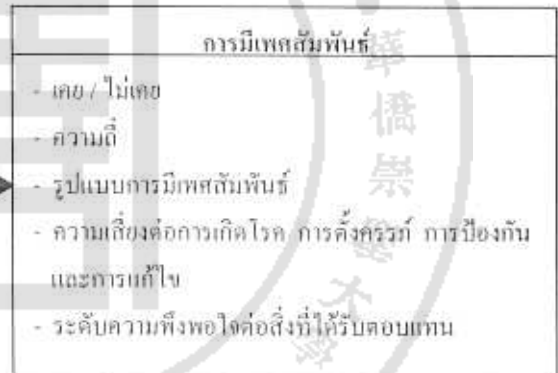 การมีเพศสัมพันธ์
- เคย / ไม่เคย
- ความถี่
- รูปแบบการมีเพศสัมพันธ์
- ความเสี่ยงต่อการเกิดโรค การตั้งครรภ์ การป้องกัน
และการแก้ไข
- ระดับความพึงพอใจต่อสิ่งที่ได้รับตอบแทน
華
僑
崇
聖
大
學